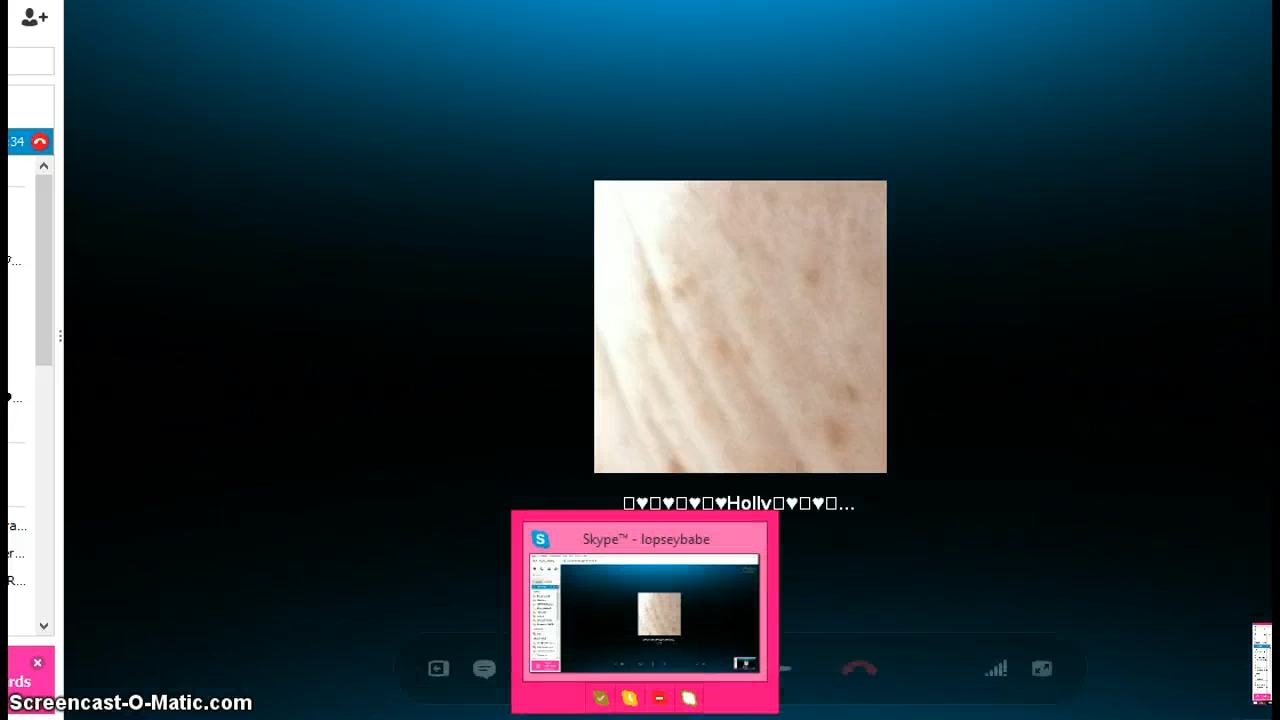 34
♥ ♥ ♥ ♥ ♥Holly ♥ ♥ ♥ ...
Skype™ - lopseybabe
rds
Screencast-O-Matic.com